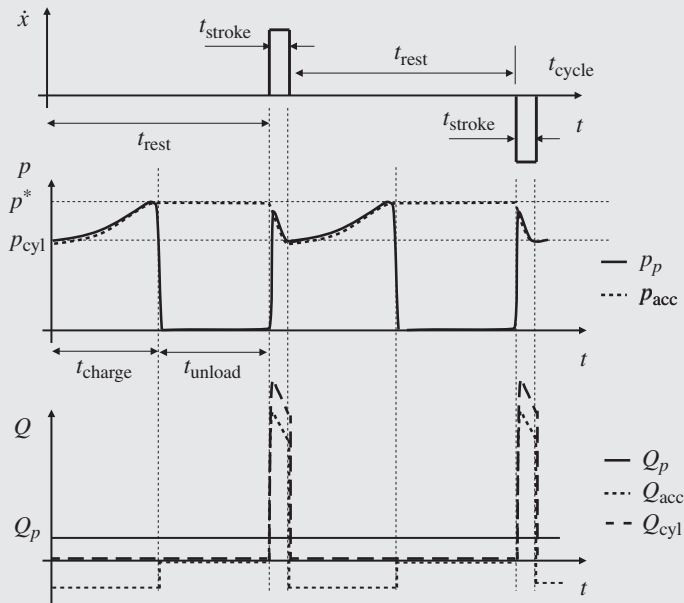 ẋ
t_stroke
t_rest
t_cycle
t_rest
t_stroke
t
p
p*
p_cyl
p_p
p_acc
t_charge
t_unload
t
Q
Q_p
Q_p
Q_acc
Q_cyl
t